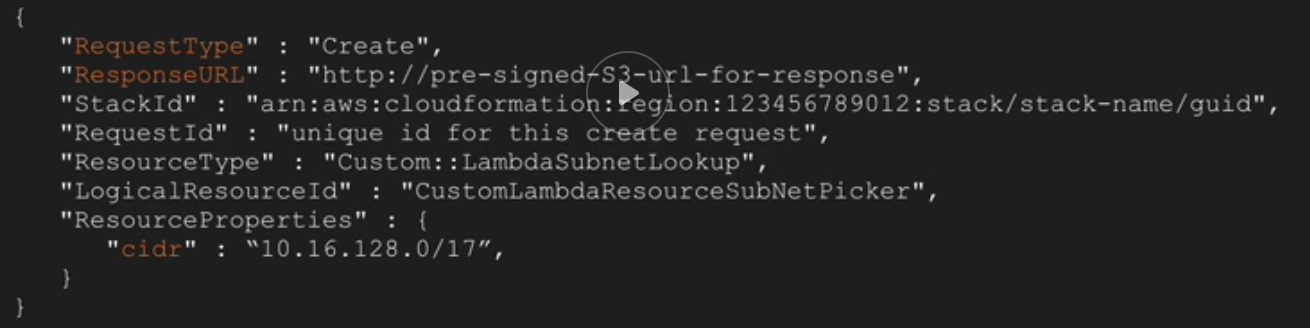 {
"RequestType" : "Create",
"ResponseURL" : "http://pre-signed-S3-url-for-response",
"StackId" : "arn:aws:cloudformation:region:123456789012:stack/stack-name/guid",
"RequestId" : "unique id for this create request",
"ResourceType" : "Custom::LambdaSubnetLookup",
"LogicalResourceId" : "CustomLambdaResourceSubNetPicker",
"ResourceProperties" : {
"cidr" : “10.16.128.0/17”,
}
}